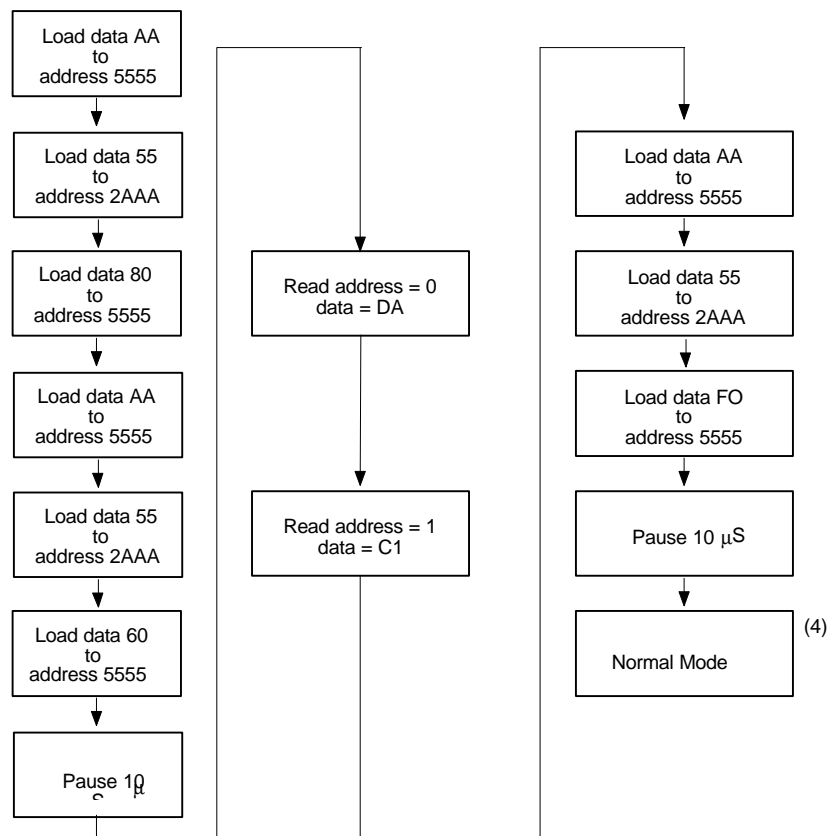 Load data AA
to
address 5555
Load data 55
to
address 2AAA
Load data 80
to
address 5555
Load data AA
to
address 5555
Load data 55
to
address 2AAA
Load data 60
to
address 5555
Pause 10
S μ
Read address = 0
data = DA
Read address = 1
data = C1
Load data AA
to
address 5555
Load data 55
to
address 2AAA
Load data FO
to
address 5555
Pause 10 μS
Normal Mode
(4)